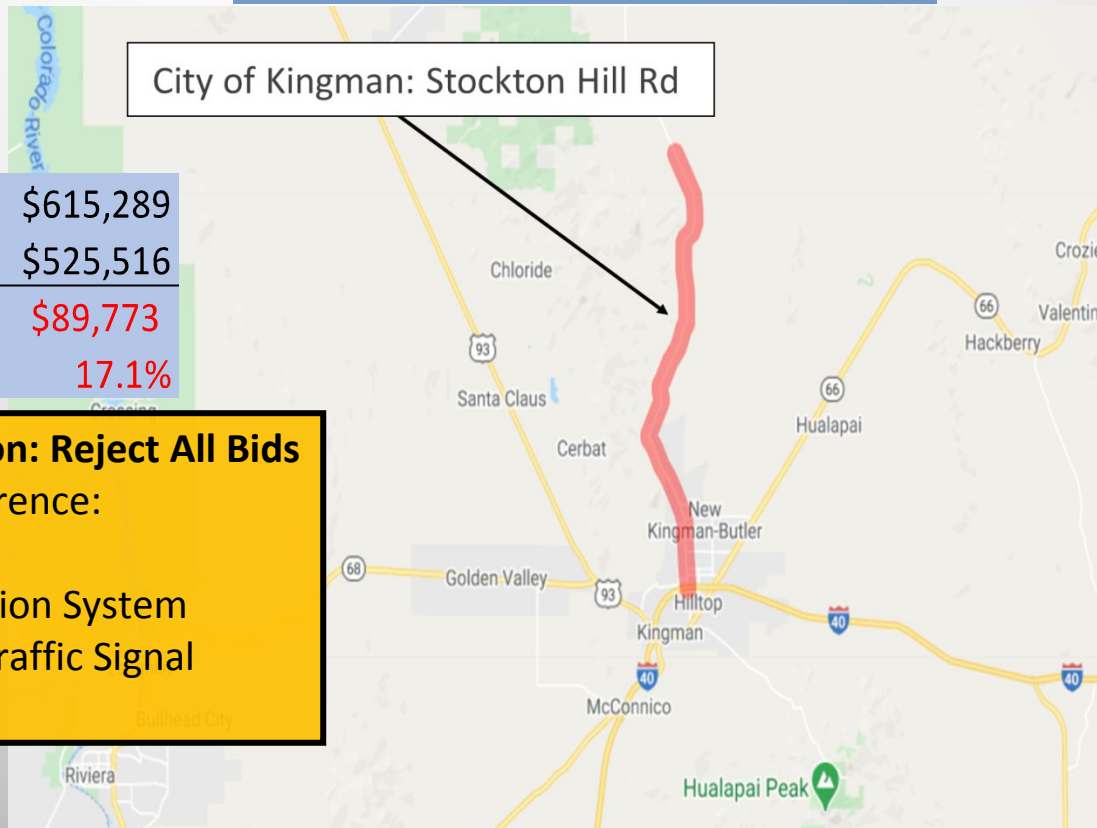 Colorado River
City of Kingman: Stockton Hill Rd
$615,289
$525,516
$89,773
17.1%
on: Reject All Bids
rence:
ion System
raffic Signal
Crossing
Bullhead City
Riviera
Chloride
93
Santa Claus
Cerbat
Crozie
66
Valentin
Hackberry
66
Hualapai
New
Kingman-Butler
68
Golden Valley
93
Hilltop
Kingman
40
40
40
McConnico
Hualapai Peak